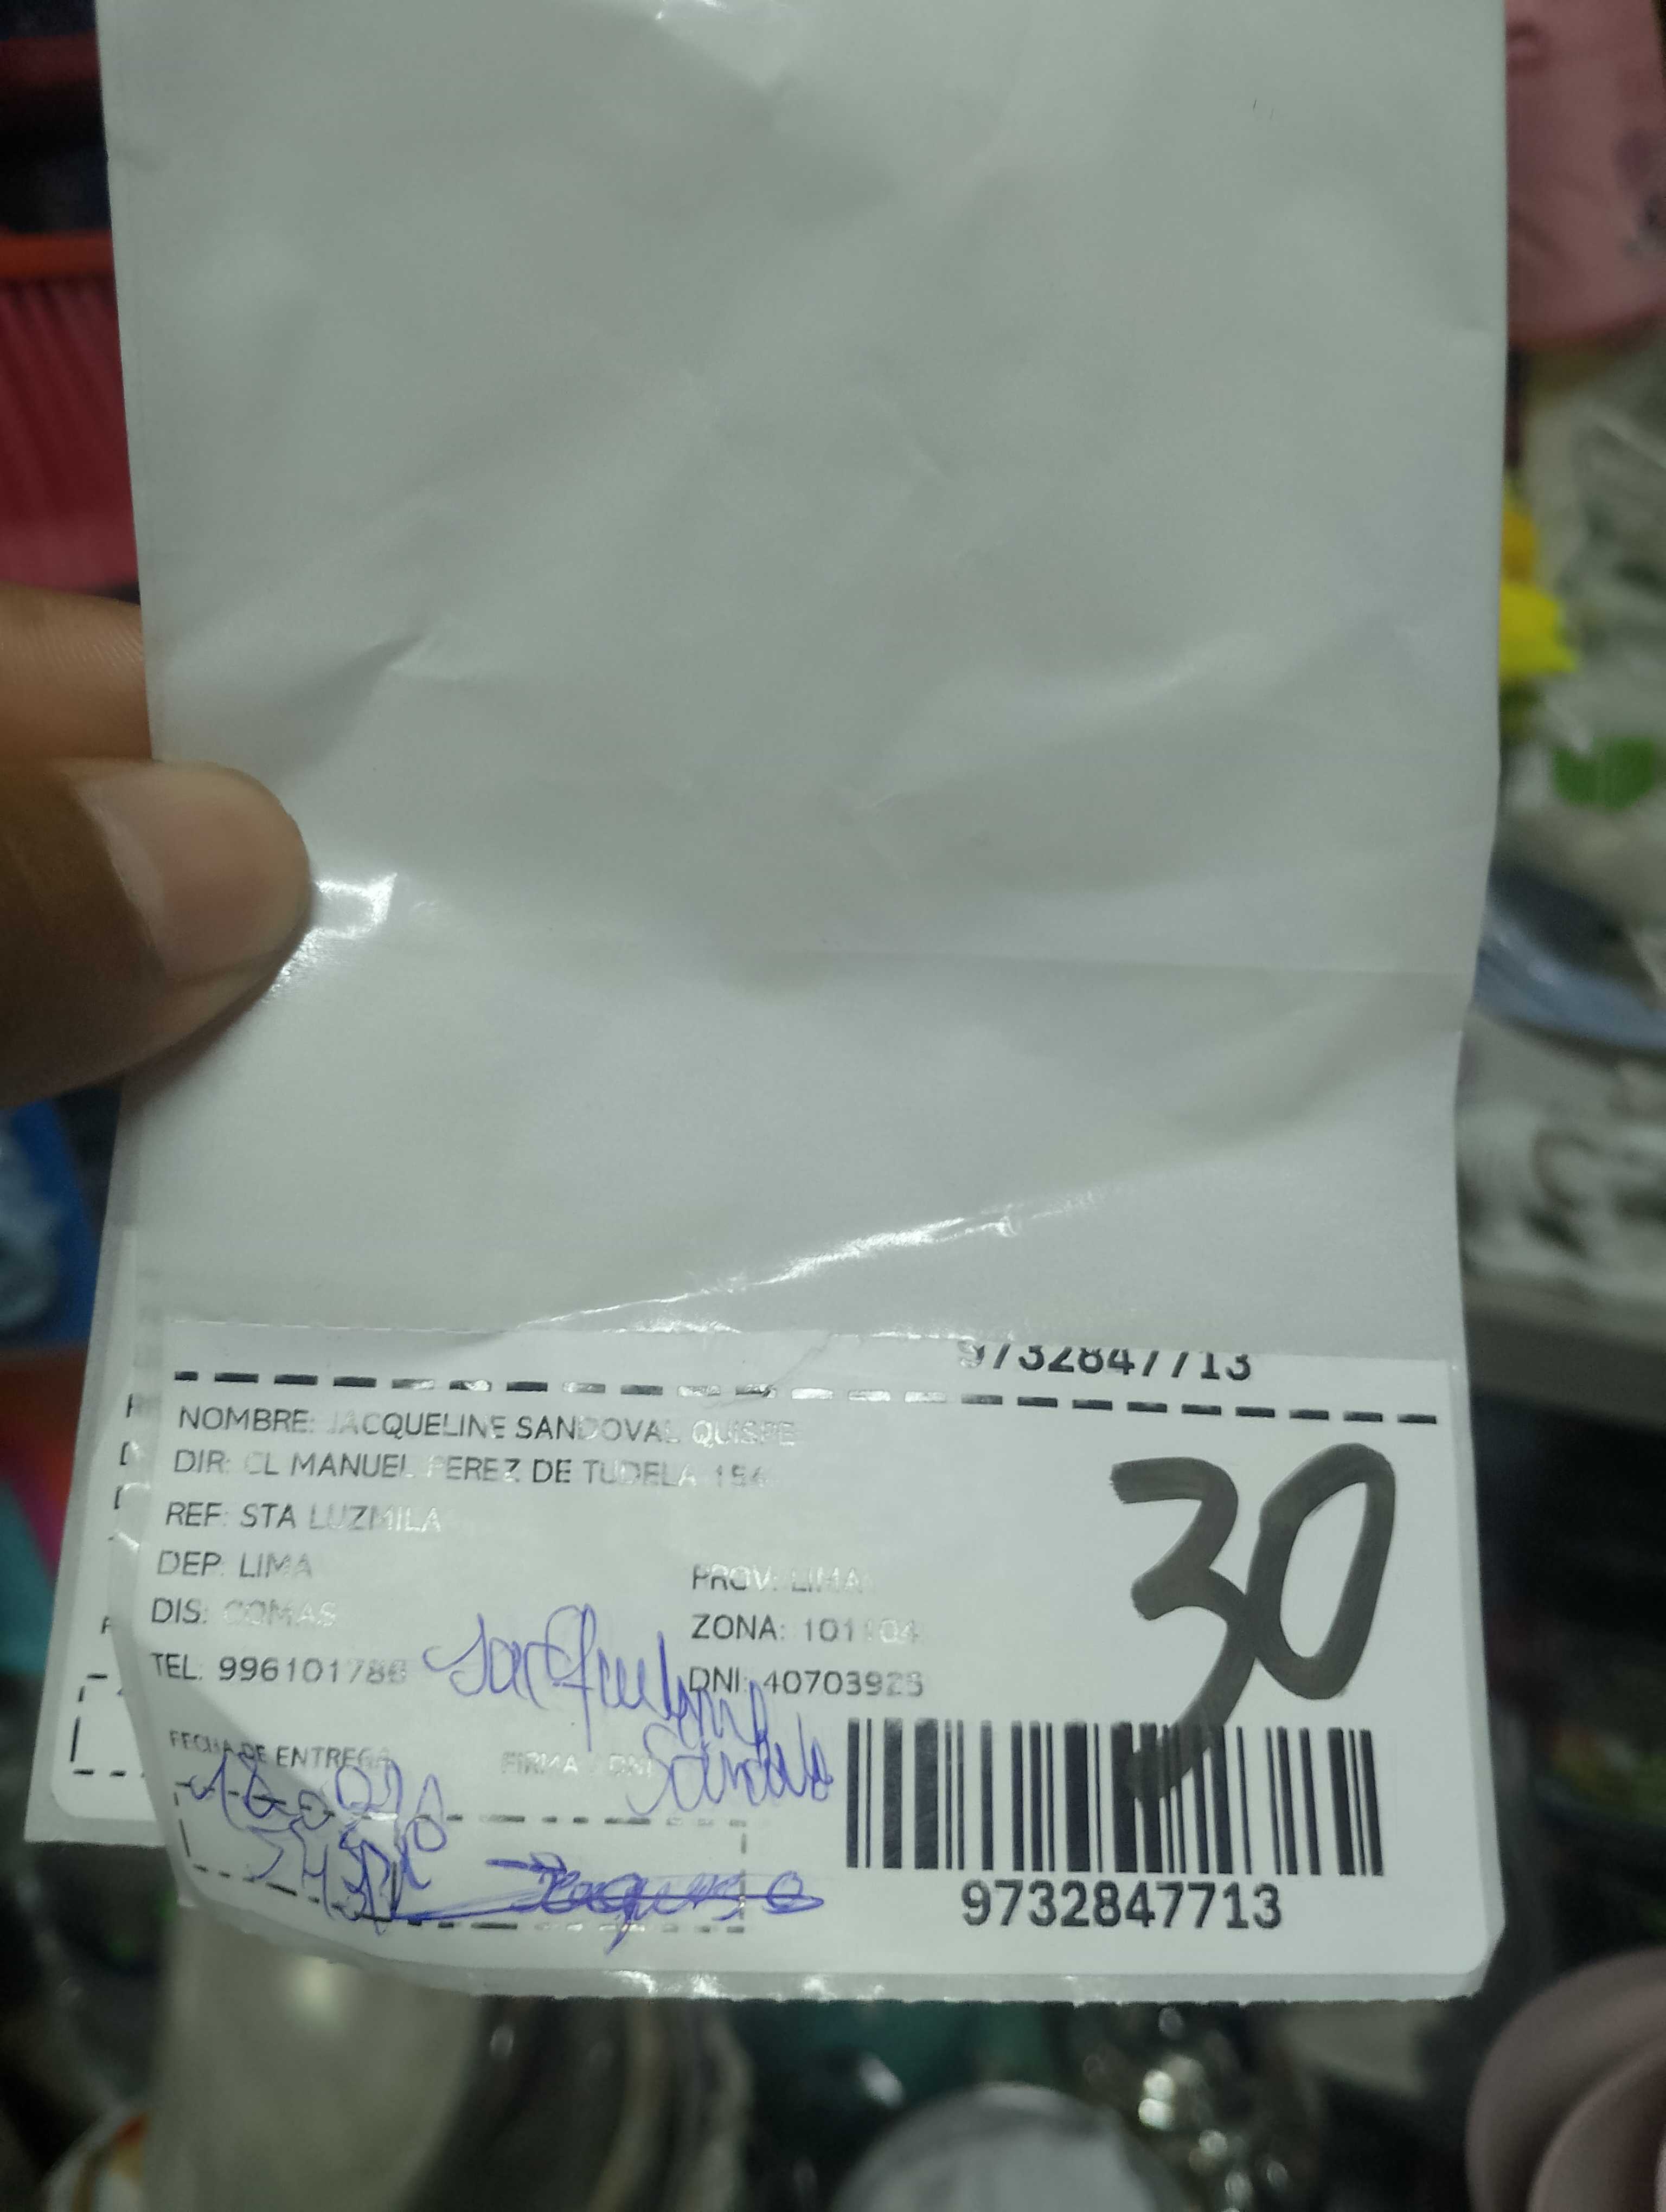 9732847713
NOMBRE: JACQUELINE SANDOVAL QUISPE
DIR: CL MANUEL PEREZ DE TUDELA 154
REF: STA LUZMILA
DEP: LIMA
PROV: LIMA
DIS: COMAS
ZONA: 101104
TEL: 996101786
DNI: 40703925
30
FECHA DE ENTREGA
FIRMA / DNI
9732847713